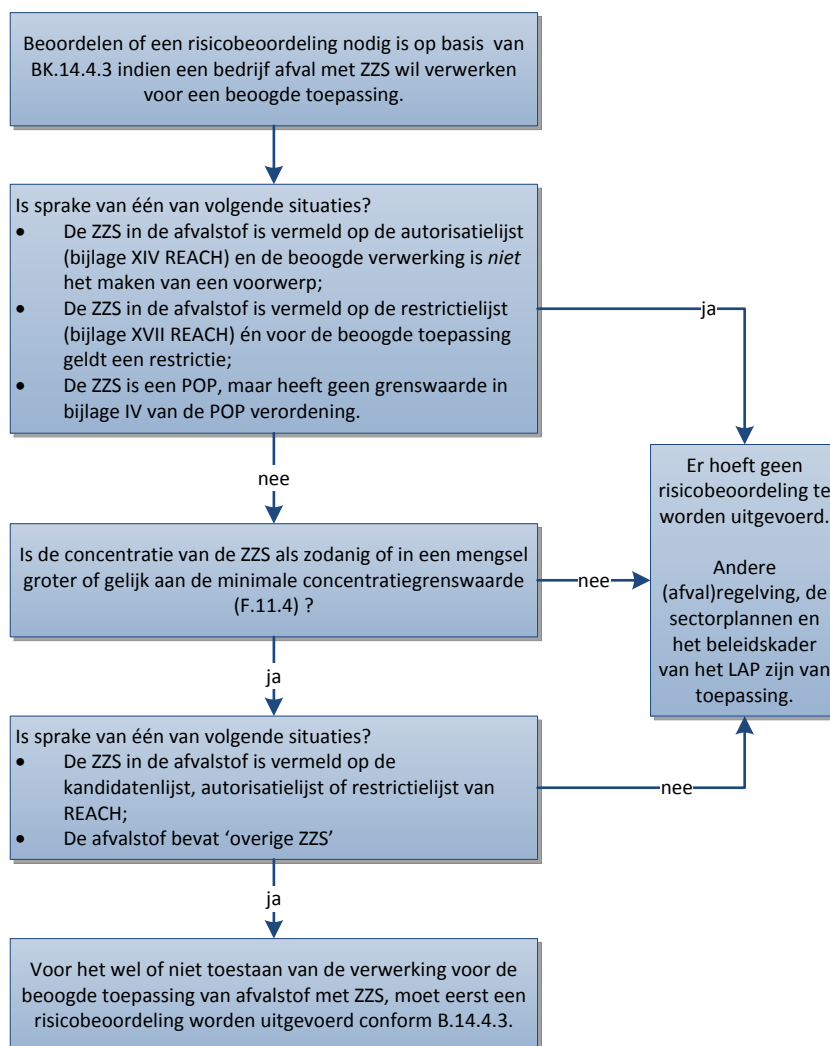 Beoordelen of een risicobeoordeling nodig is op basis van
BK.14.4.3 indien een bedrijf afval met ZZS wil verwerken
voor een beoogde toepassing.
Is sprake van één van volgende situaties?
• De ZZS in de afvalstof is vermeld op de autorisatielijst
(bijlage XIV REACH) en de beoogde verwerking is niet
het maken van een voorwerp;
• De ZZS in de afvalstof is vermeld op de restrictielijst
(bijlage XVII REACH) én voor de beoogde toepassing
geldt een restrictie;
• De ZZS is een POP, maar heeft geen grenswaarde in
bijlage IV van de POP verordening.
ja
nee
Er hoeft geen
risicobeoordeling te
worden uitgevoerd.
Andere
(afval)regelving, de
sectorplannen en
het beleidskader
van het LAP zijn van
toepassing.
Is de concentratie van de ZZS als zodanig of in een mengsel
groter of gelijk aan de minimale concentratiegrenswaarde
(F.11.4) ?
nee
ja
Is sprake van één van volgende situaties?
• De ZZS in de afvalstof is vermeld op de
kandidatenlijst, autorisatielijst of restrictielijst van
REACH;
• De afvalstof bevat ‘overige ZZS’
nee
ja
Voor het wel of niet toestaan van de verwerking voor de
beoogde toepassing van afvalstof met ZZS, moet eerst een
risicobeoordeling worden uitgevoerd conform B.14.4.3.